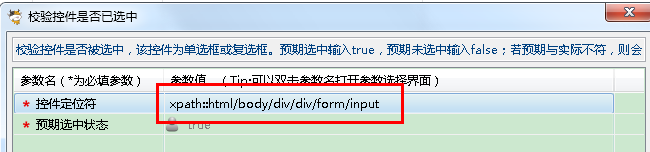 校验控件是否已选中
校验控件是否被选中，该控件为单选框或复选框。预期选中输入true，预期未选中输入false；若预期与实际不符，则会
参数名（*为必填参数） 参数值 （Tip:可以双击参数名打开参数选择界面）
* 控件定位符 xpath::html/body/div/div/form/input
* 预期选中状态 true